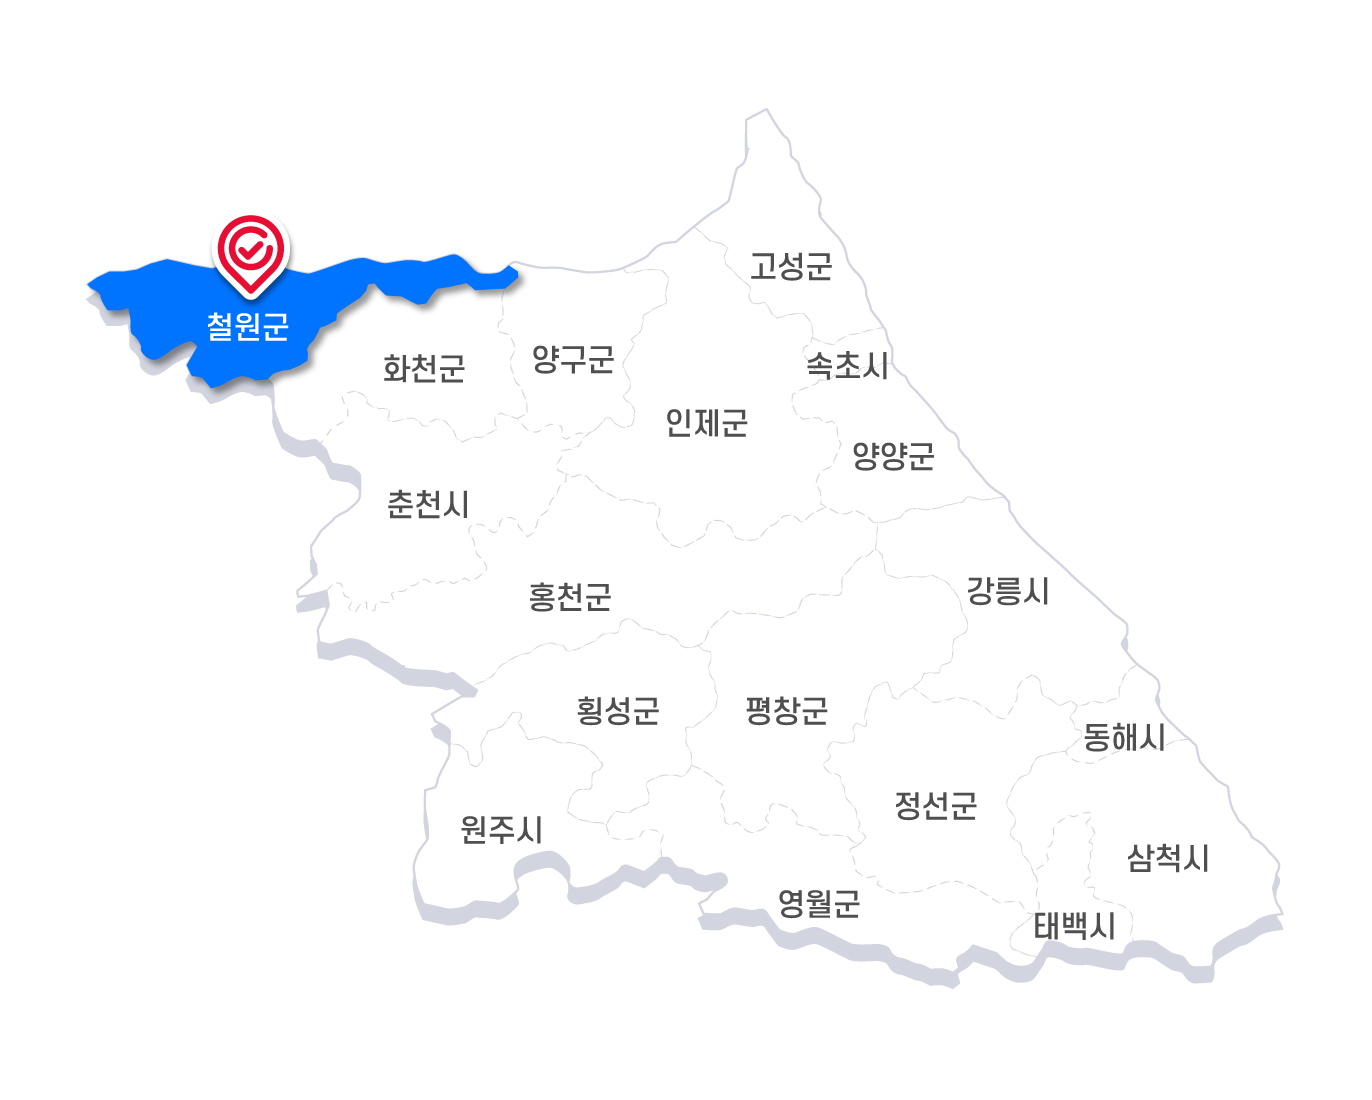 고성군
철원군
양구군
화천군
속초시
인제군
양양군
춘천시
강릉시
홍천군
횡성군
평창군
동해시
정선군
원주시
삼척시
영월군
태백시